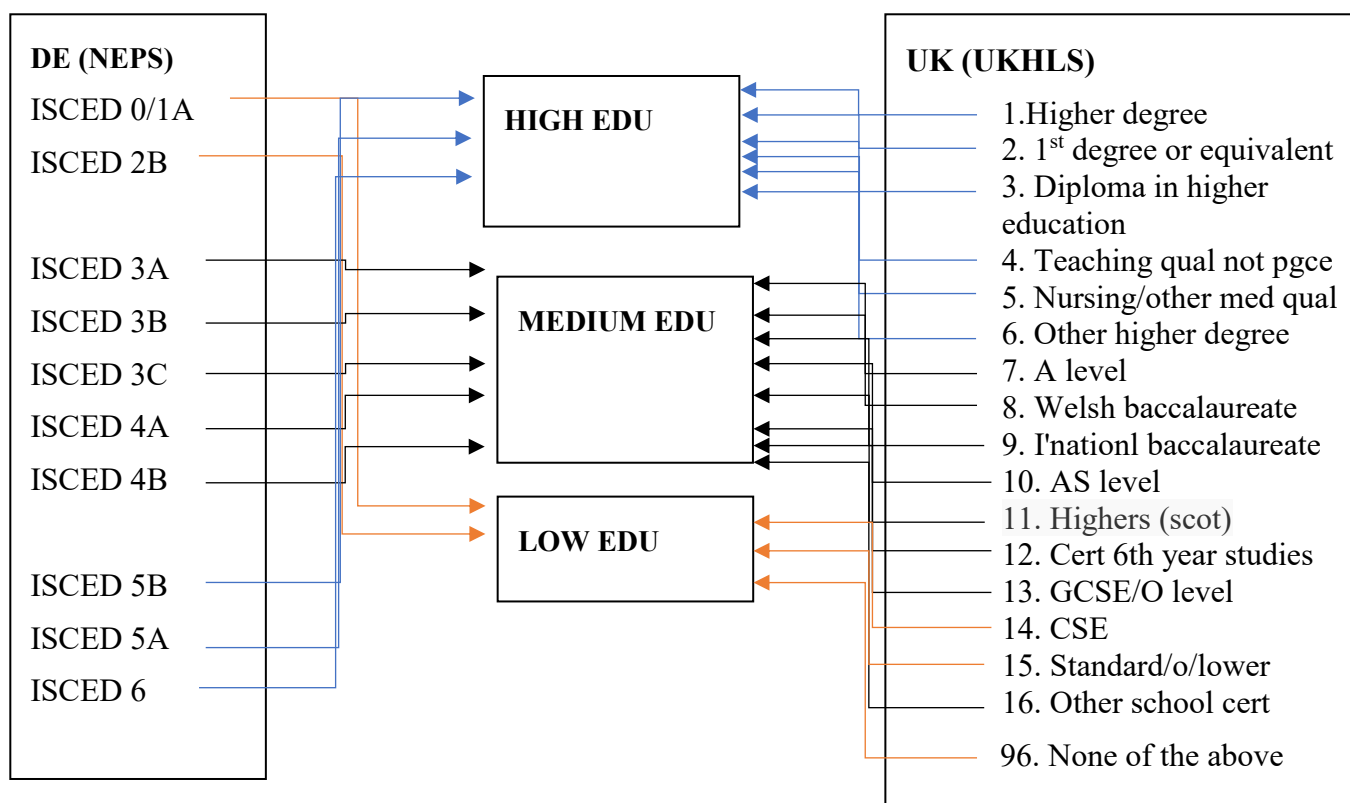 DE (NEPS)
ISCED 0/1A
ISCED 2B
ISCED 3A
ISCED 3B
ISCED 3C
ISCED 4A
ISCED 4B
ISCED 5B
ISCED 5A
ISCED 6
HIGH EDU
MEDIUM EDU
LOW EDU
UK (UKHLS)
1.Higher degree
2. 1st degree or equivalent
3. Diploma in higher
education
4. Teaching qual not pgce
5. Nursing/other med qual
6. Other higher degree
7. A level
8. Welsh baccalaureate
9. I'nationl baccalaureate
10. AS level
11. Highers (scot)
12. Cert 6th year studies
13. GCSE/O level
14. CSE
15. Standard/o/lower
16. Other school cert
96. None of the above